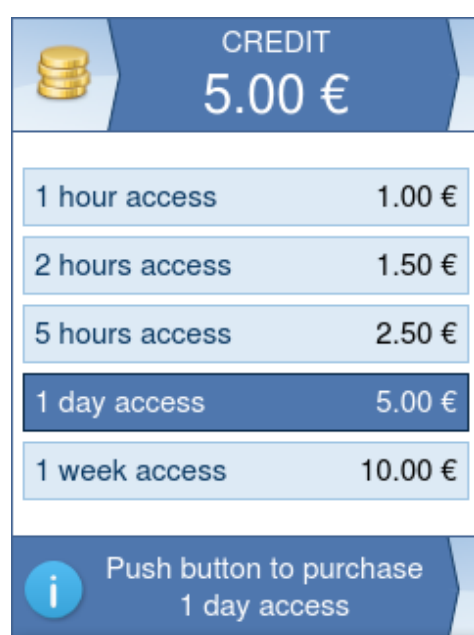 CREDIT
5.00 €
1 hour access 1.00 €
2 hours access 1.50 €
5 hours access 2.50 €
1 day access 5.00 €
1 week access 10.00 €
i Push button to purchase
1 day access